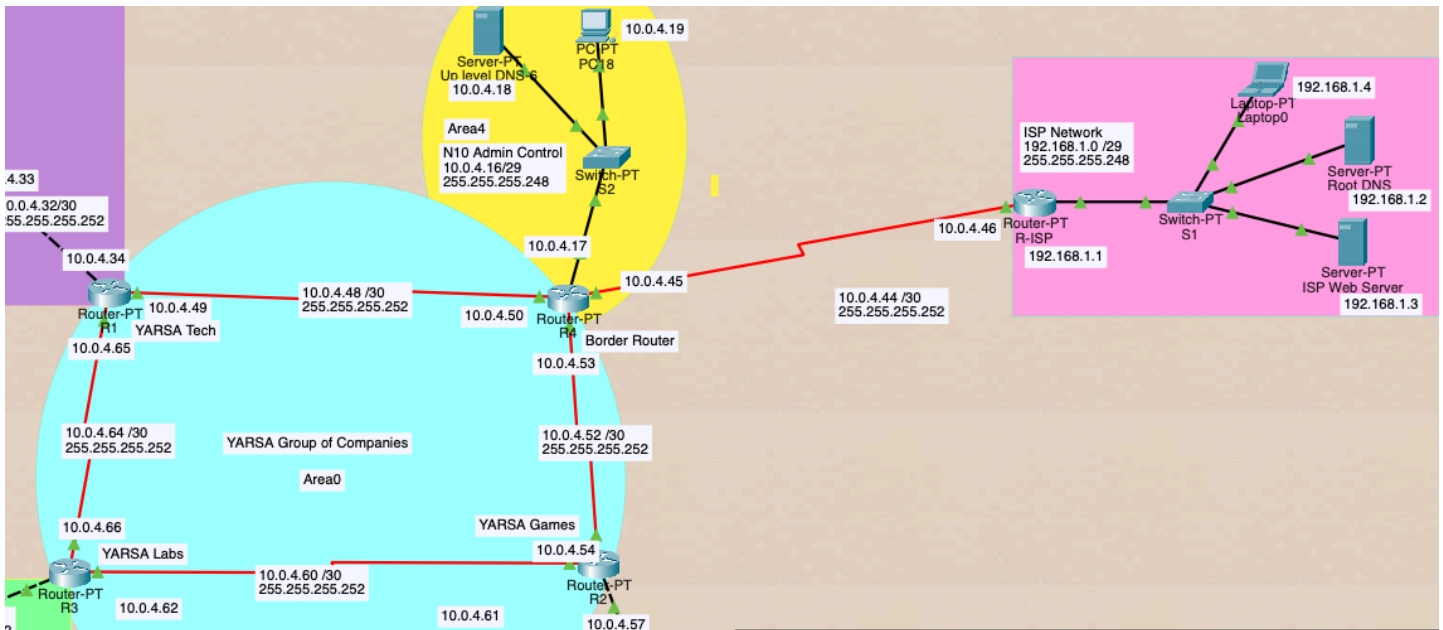 10.0.4.19
PC-PT
PC18
Server-PT
Up level DNS-6
10.0.4.18
Area4
N10 Admin Control
10.0.4.16/29
255.255.255.248
Switch-PT
S2
10.0.4.17
10.0.4.45
.4.33
0.0.4.32/30
255.255.255.252
10.0.4.34
Router-PT
R1
10.0.4.49
YARSA Tech
10.0.4.65
10.0.4.48 /30
255.255.255.252
10.0.4.50
Router-PT
R4
Border Router
10.0.4.53
10.0.4.44 /30
255.255.255.252
10.0.4.46
Router-PT
R-ISP
192.168.1.1
ISP Network
192.168.1.0 /29
255.255.255.248
Laptop-PT
Laptop0
192.168.1.4
Server-PT
Root DNS
192.168.1.2
Switch-PT
S1
Server-PT
ISP Web Server
192.168.1.3
10.0.4.64 /30
255.255.255.252
YARSA Group of Companies
Area0
10.0.4.52 /30
255.255.255.252
10.0.4.66
YARSA Labs
Router-PT
R3
10.0.4.62
10.0.4.60 /30
255.255.255.252
YARSA Games
10.0.4.54
Router-PT
R2
10.0.4.61
10.0.4.57